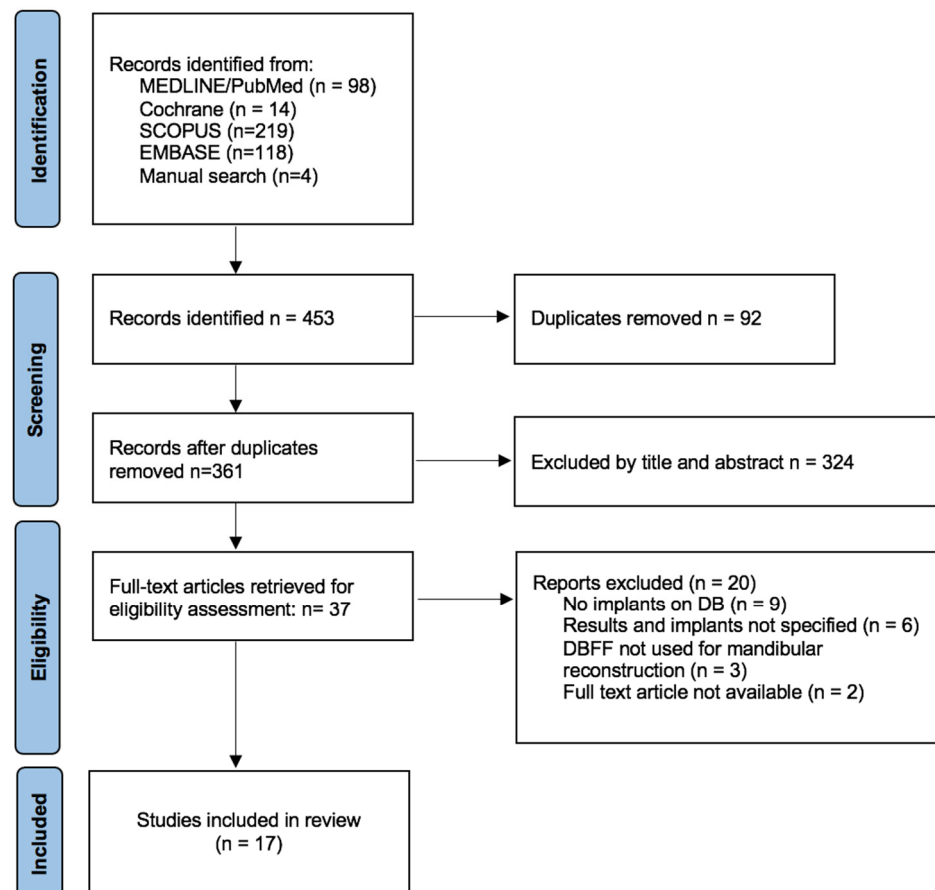 Identification
Records identified from:
MEDLINE/PubMed (n = 98)
Cochrane (n = 14)
SCOPUS (n=219)
EMBASE (n=118)
Manual search (n=4)
Screening
Records identified n = 453
Duplicates removed n = 92
Records after duplicates
removed n=361
Excluded by title and abstract n = 324
Eligibility
Full-text articles retrieved for
eligibility assessment: n= 37
Reports excluded (n = 20)
No implants on DB (n = 9)
Results and implants not specified (n = 6)
DBFF not used for mandibular
reconstruction (n = 3)
Full text article not available (n = 2)
Included
Studies included in review
(n = 17)